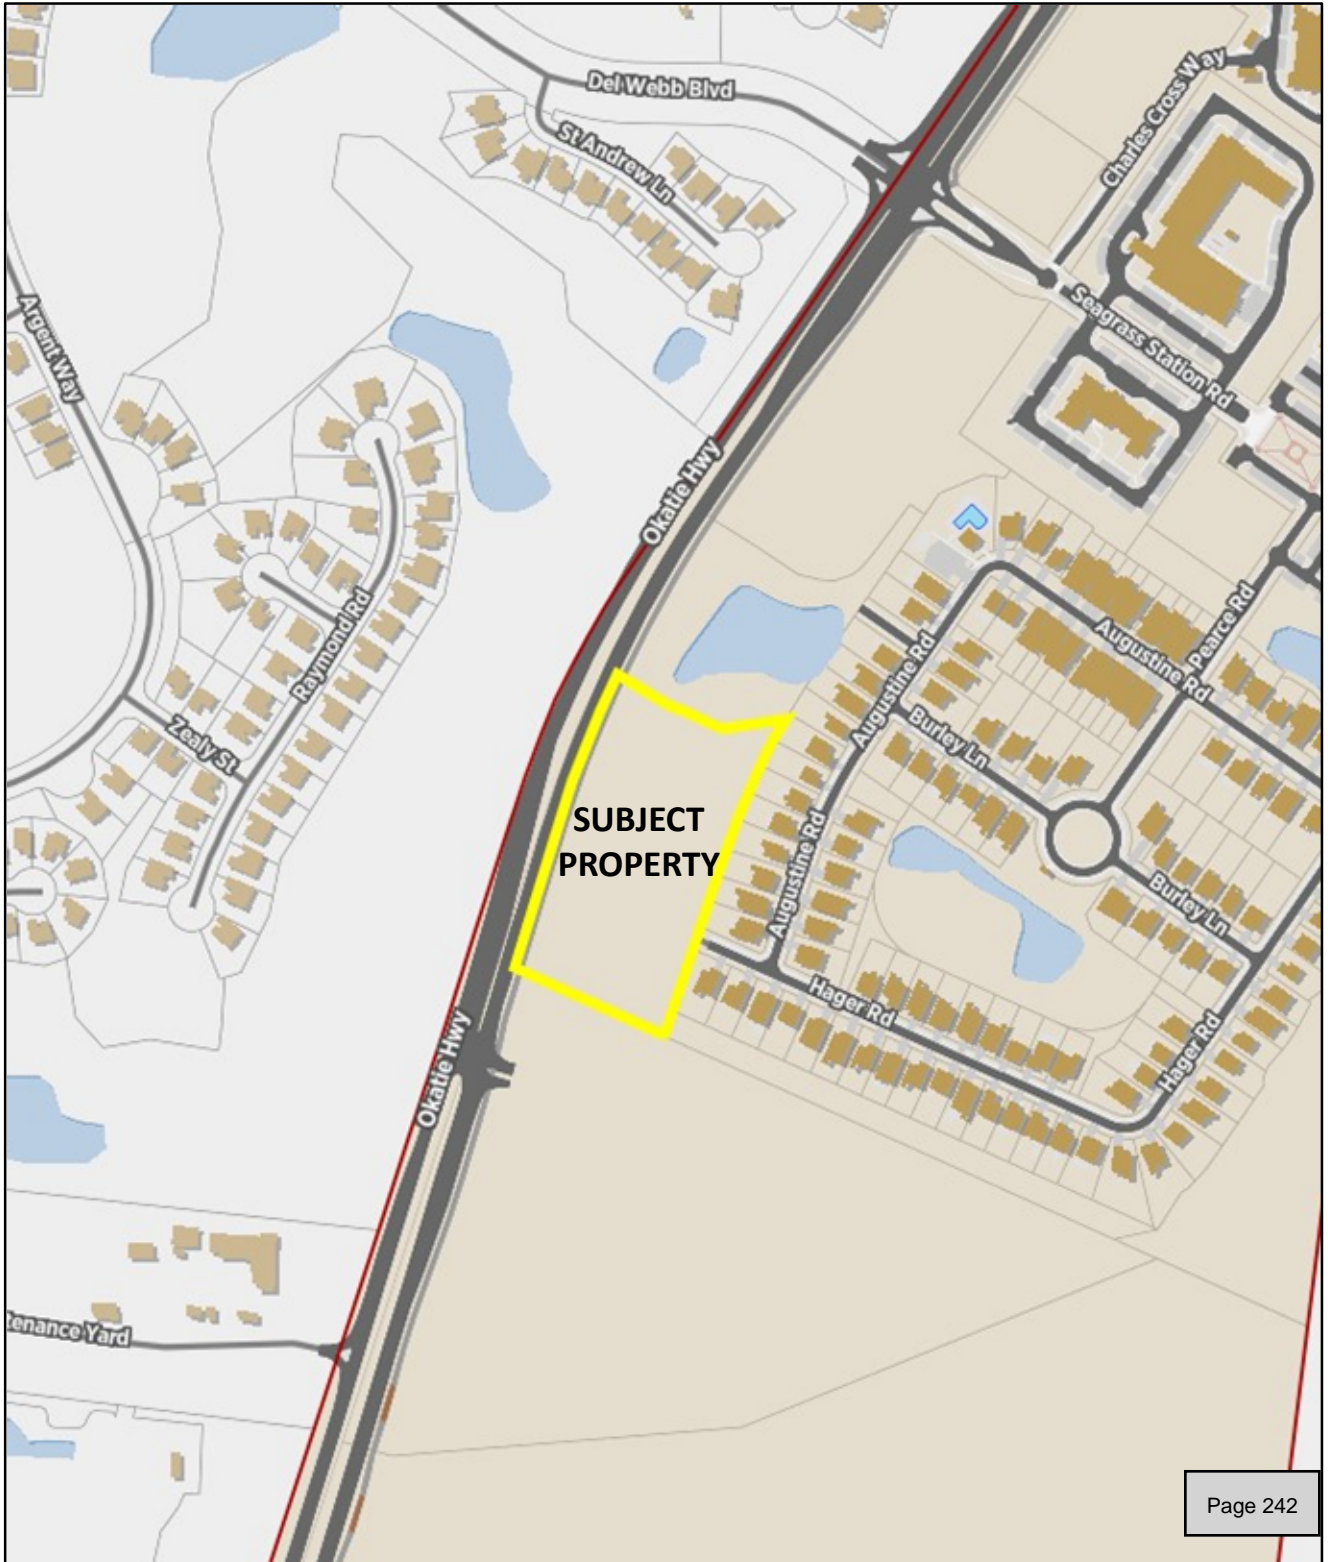 Del Webb Blvd
Charles Cross Way
St Andrew Ln
Seagrass Station Rd
Argent Way
Okatie Hwy
Raymond Rd
Pearce Rd
Augustine Rd
Augustine Rd
Zealy St
Burley Ln
SUBJECT
PROPERTY
Augustine Rd
Burley Ln
Hager Rd
Okatie Hwy
Hager Rd
tenance Yard
Page 242